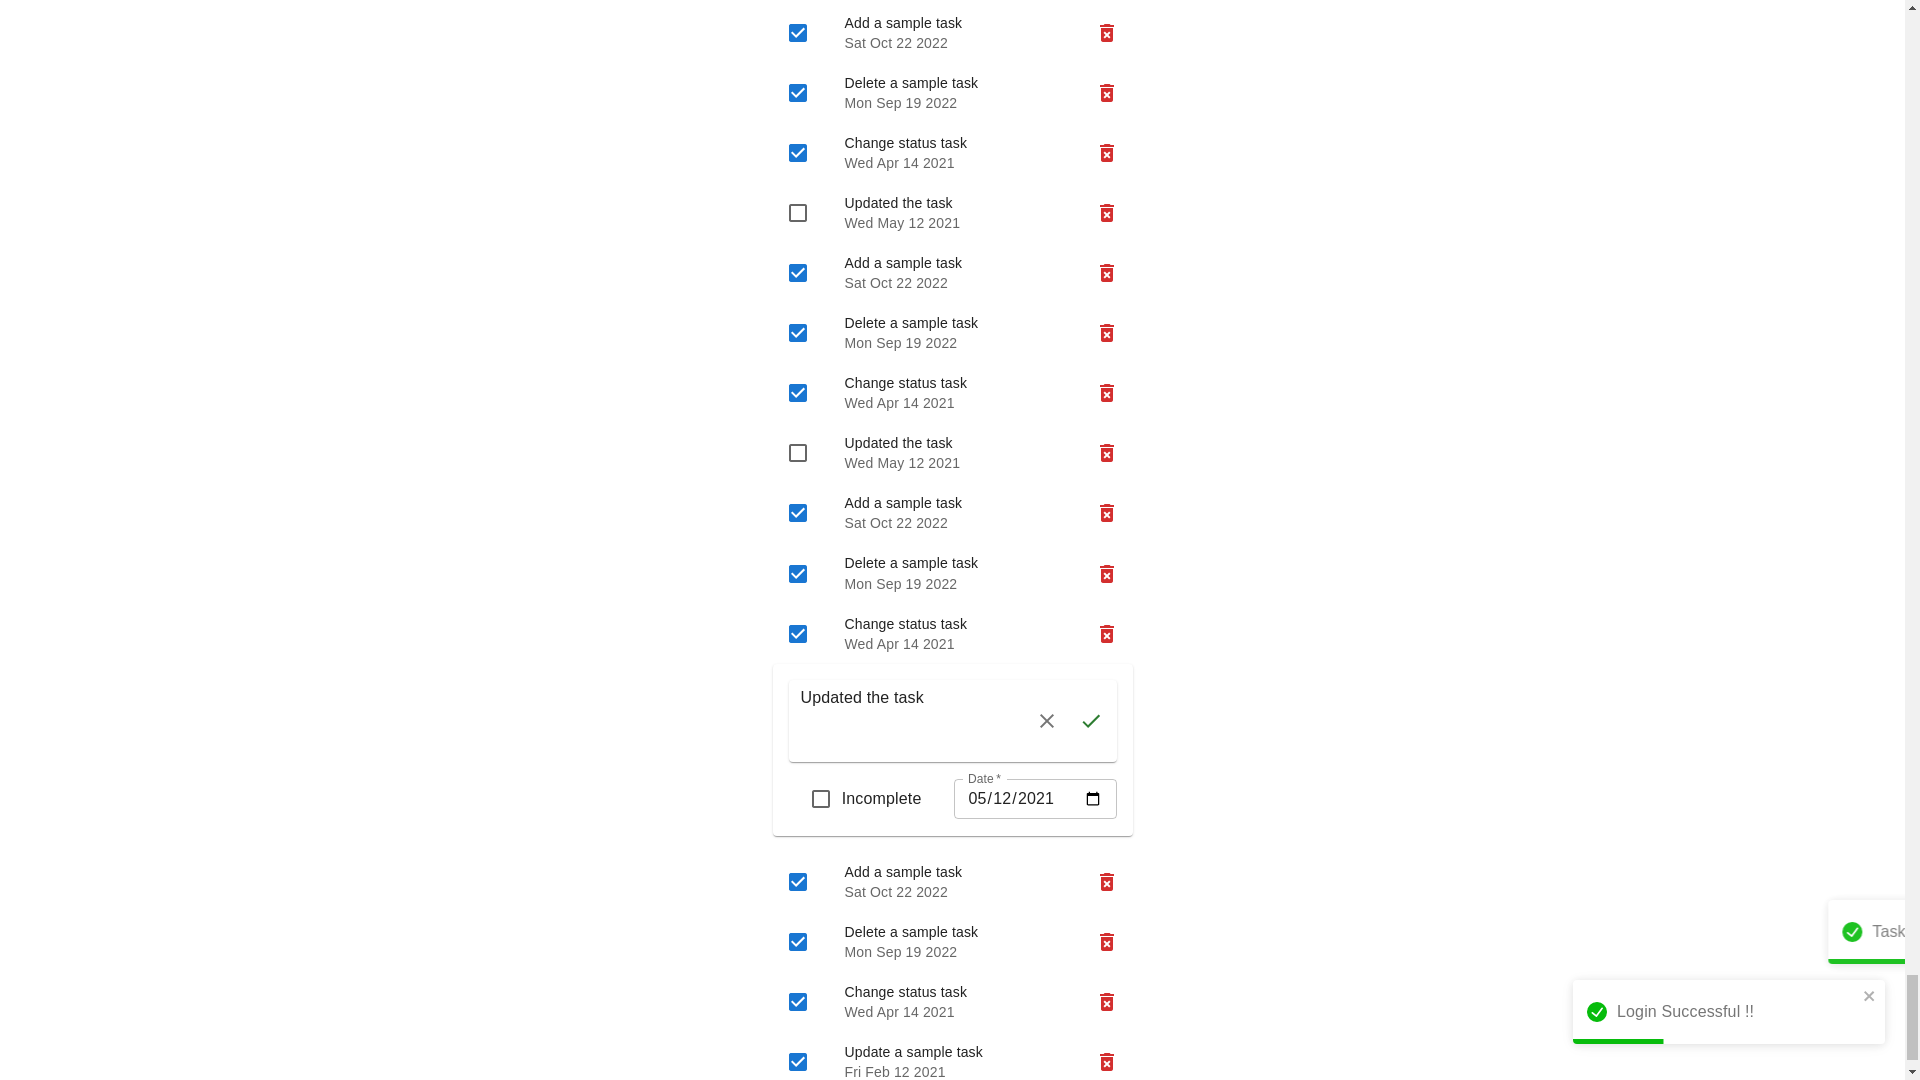 Add a sample task
Sat Oct 22 2022
Delete a sample task
Mon Sep 19 2022
Change status task
Wed Apr 14 2021
Updated the task
Wed May 12 2021
Add a sample task
Sat Oct 22 2022
Delete a sample task
Mon Sep 19 2022
Change status task
Wed Apr 14 2021
Updated the task
Wed May 12 2021
Add a sample task
Sat Oct 22 2022
Delete a sample task
Mon Sep 19 2022
Change status task
Wed Apr 14 2021
Updated the task
Incomplete
Date *
05/12/2021
Add a sample task
Sat Oct 22 2022
Delete a sample task
Mon Sep 19 2022
Task
Change status task
Wed Apr 14 2021
Login Successful !!
Update a sample task
Fri Feb 12 2021